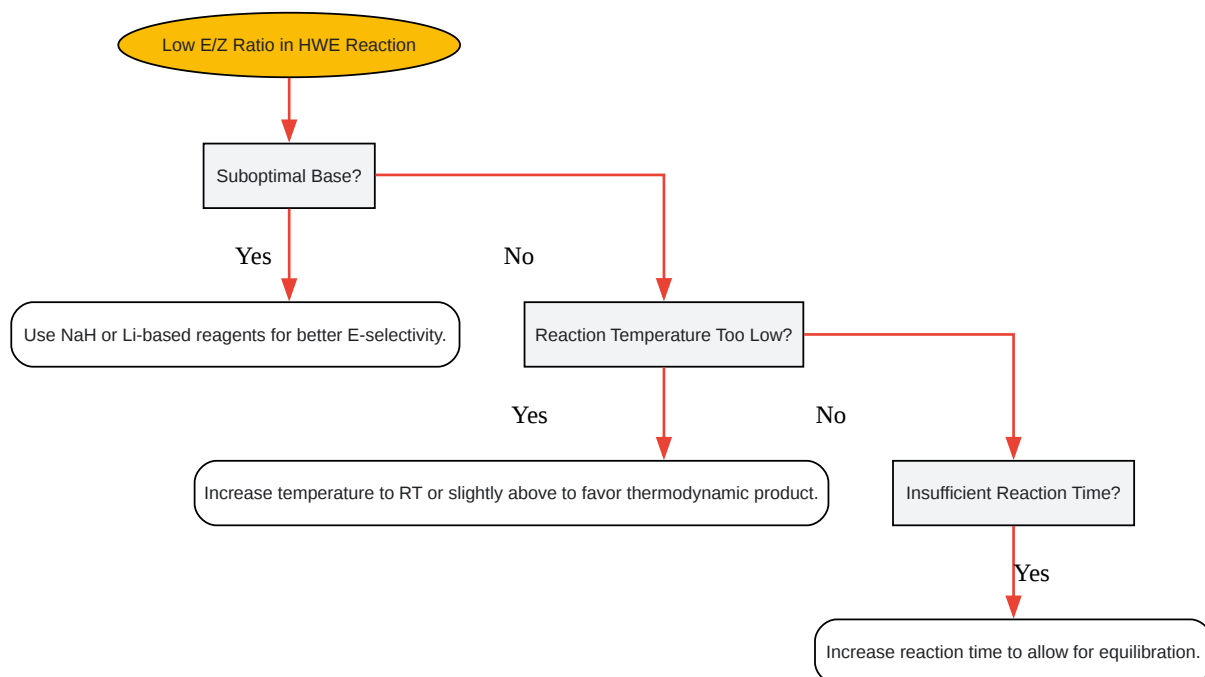 Low E/Z Ratio in HWE Reaction
Suboptimal Base?
Yes
No
Use NaH or Li-based reagents for better E-selectivity.
Reaction Temperature Too Low?
Yes
No
Increase temperature to RT or slightly above to favor thermodynamic product.
Insufficient Reaction Time?
Yes
Increase reaction time to allow for equilibration.